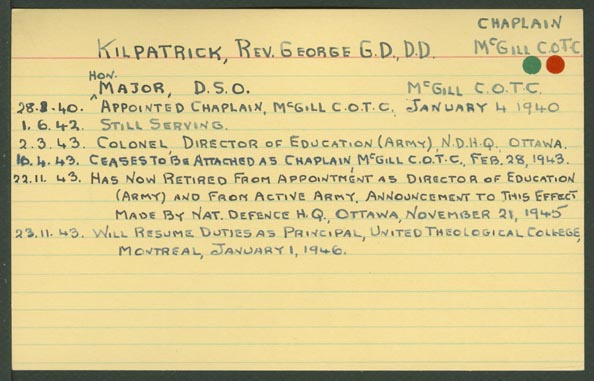 CHAPLAIN
KILPATRICK, REV. GEORGE G.D., D.D. McGILL C.O.T.C
HON.
MAJOR, D.S.O. McGILL C.O.T.C.
28.8.40. APPOINTED CHAPLAIN, McGILL C.O.T.C. JANUARY 4 1940
1.6.42. STILL SERVING.
2.3.43. COLONEL, DIRECTOR OF EDUCATION (ARMY), N.D.H.Q., OTTAWA.
16.4.43. CEASES TO BE ATTACHED AS CHAPLAIN, McGILL C.O.T.C., FEB. 28, 1943.
22.11.43. HAS NOW RETIRED FROM APPOINTMENT AS DIRECTOR OF EDUCATION
(ARMY) AND FROM ACTIVE ARMY, ANNOUNCEMENT TO THIS EFFECT
MADE BY NAT. DEFENCE H.Q., OTTAWA, NOVEMBER 21, 1945
23.11.43. WILL RESUME DUTIES AS PRINCIPAL, UNITED THEOLOGICAL COLLEGE,
MONTREAL, JANUARY 1, 1946.